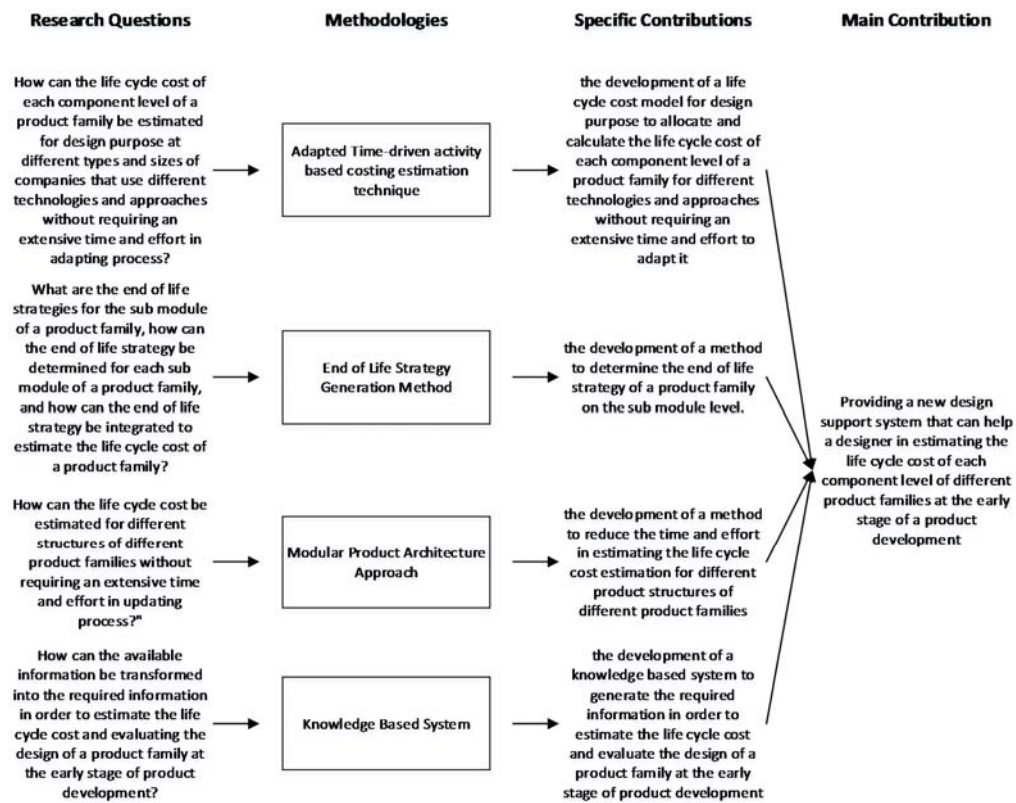 Research Questions
Methodologies
Specific Contributions
Main Contribution
How can the life cycle cost of
each component level of a
product family be estimated
for design purpose at
different types and sizes of
companies that use different
technologies and approaches
without requiring an
extensive time and effort in
adapting process?
Adapted Time-driven activity
based costing estimation
technique
the development of a life
cycle cost model for design
purpose to allocate and
calculate the life cycle cost of
each component level of a
product family for different
technologies and approaches
without requiring an
extensive time and effort to
adapt it
What are the end of life
strategies for the sub module
of a product family, how can
the end of life strategy be
determined for each sub
module of a product family,
and how can the end of life
strategy be integrated to
estimate the life cycle cost of
a product family?
End of Life Strategy
Generation Method
the development of a method
to determine the end of life
strategy of a product family
on the sub module level.
How can the life cycle cost be
estimated for different
structures of different
product families without
requiring an extensive time
and effort in updating
process?"
Modular Product Architecture
Approach
the development of a method
to reduce the time and effort
in estimating the life cycle
cost estimation for different
product structures of
different product families
How can the available
information be transformed
into the required information
in order to estimate the life
cycle cost and evaluating the
design of a product family at
the early stage of product
development?
Knowledge Based System
the development of a
knowledge based system to
generate the required
information in order to
estimate the life cycle cost
and evaluate the design of a
product family at the early
stage of product development
Providing a new design
support system that can help
a designer in estimating the
life cycle cost of each
component level of different
product families at the early
stage of a product
development